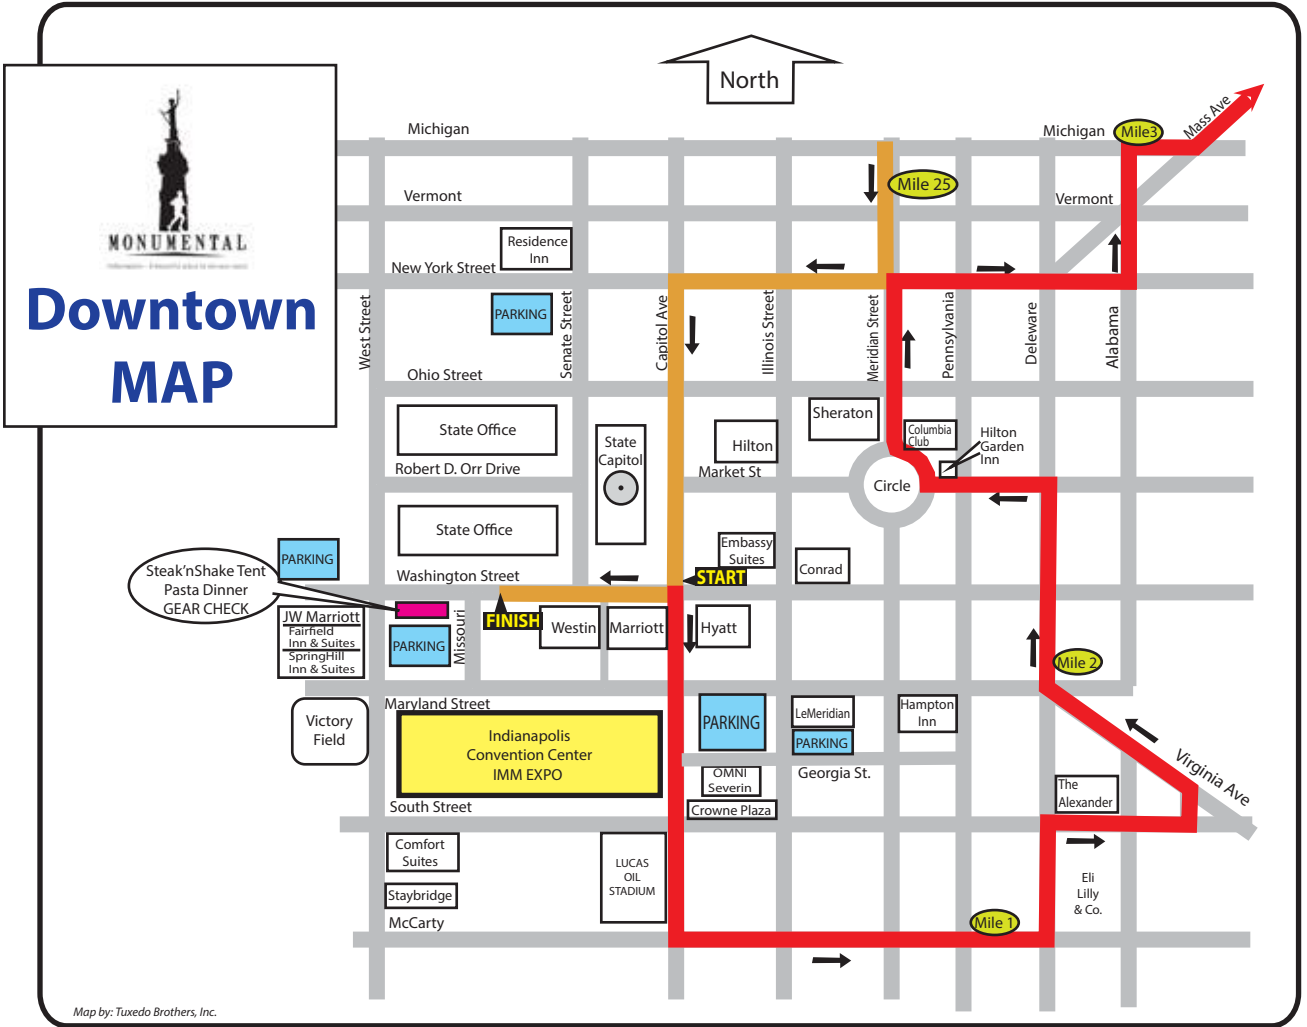 North
MONUMENTAL
Downtown
MAP
Michigan
Michigan
Mile3
Mass Ave
Vermont
Mile 25
Vermont
Residence
Inn
New York Street
PARKING
West Street
Senate Street
Capitol Ave
Illinois Street
Meridian Street
Pennsylvania
Deleware
Alabama
Ohio Street
State Office
State
Capitol
Hilton
Sheraton
Columbia
Club
Hilton
Garden
Inn
Robert D. Orr Drive
Market St
Circle
State Office
PARKING
Embassy
Suites
Conrad
Steak'nShake Tent
Pasta Dinner
GEAR CHECK
Washington Street
START
FINISH
JW Marriott
Fairfield
Inn & Suites
SpringHill
Inn & Suites
PARKING
Missouri
Westin
Marriott
Hyatt
Mile 2
Maryland Street
Victory
Field
Indianapolis
Convention Center
IMM EXPO
PARKING
LeMeridian
PARKING
Hampton
Inn
Georgia St.
OMNI
Severin
Crowne Plaza
Virginia Ave
The
Alexander
South Street
Comfort
Suites
Staybridge
LUCAS
OIL
STADIUM
Eli
Lilly
& Co.
McCarty
Mile 1
Map by: Tuxedo Brothers, Inc.